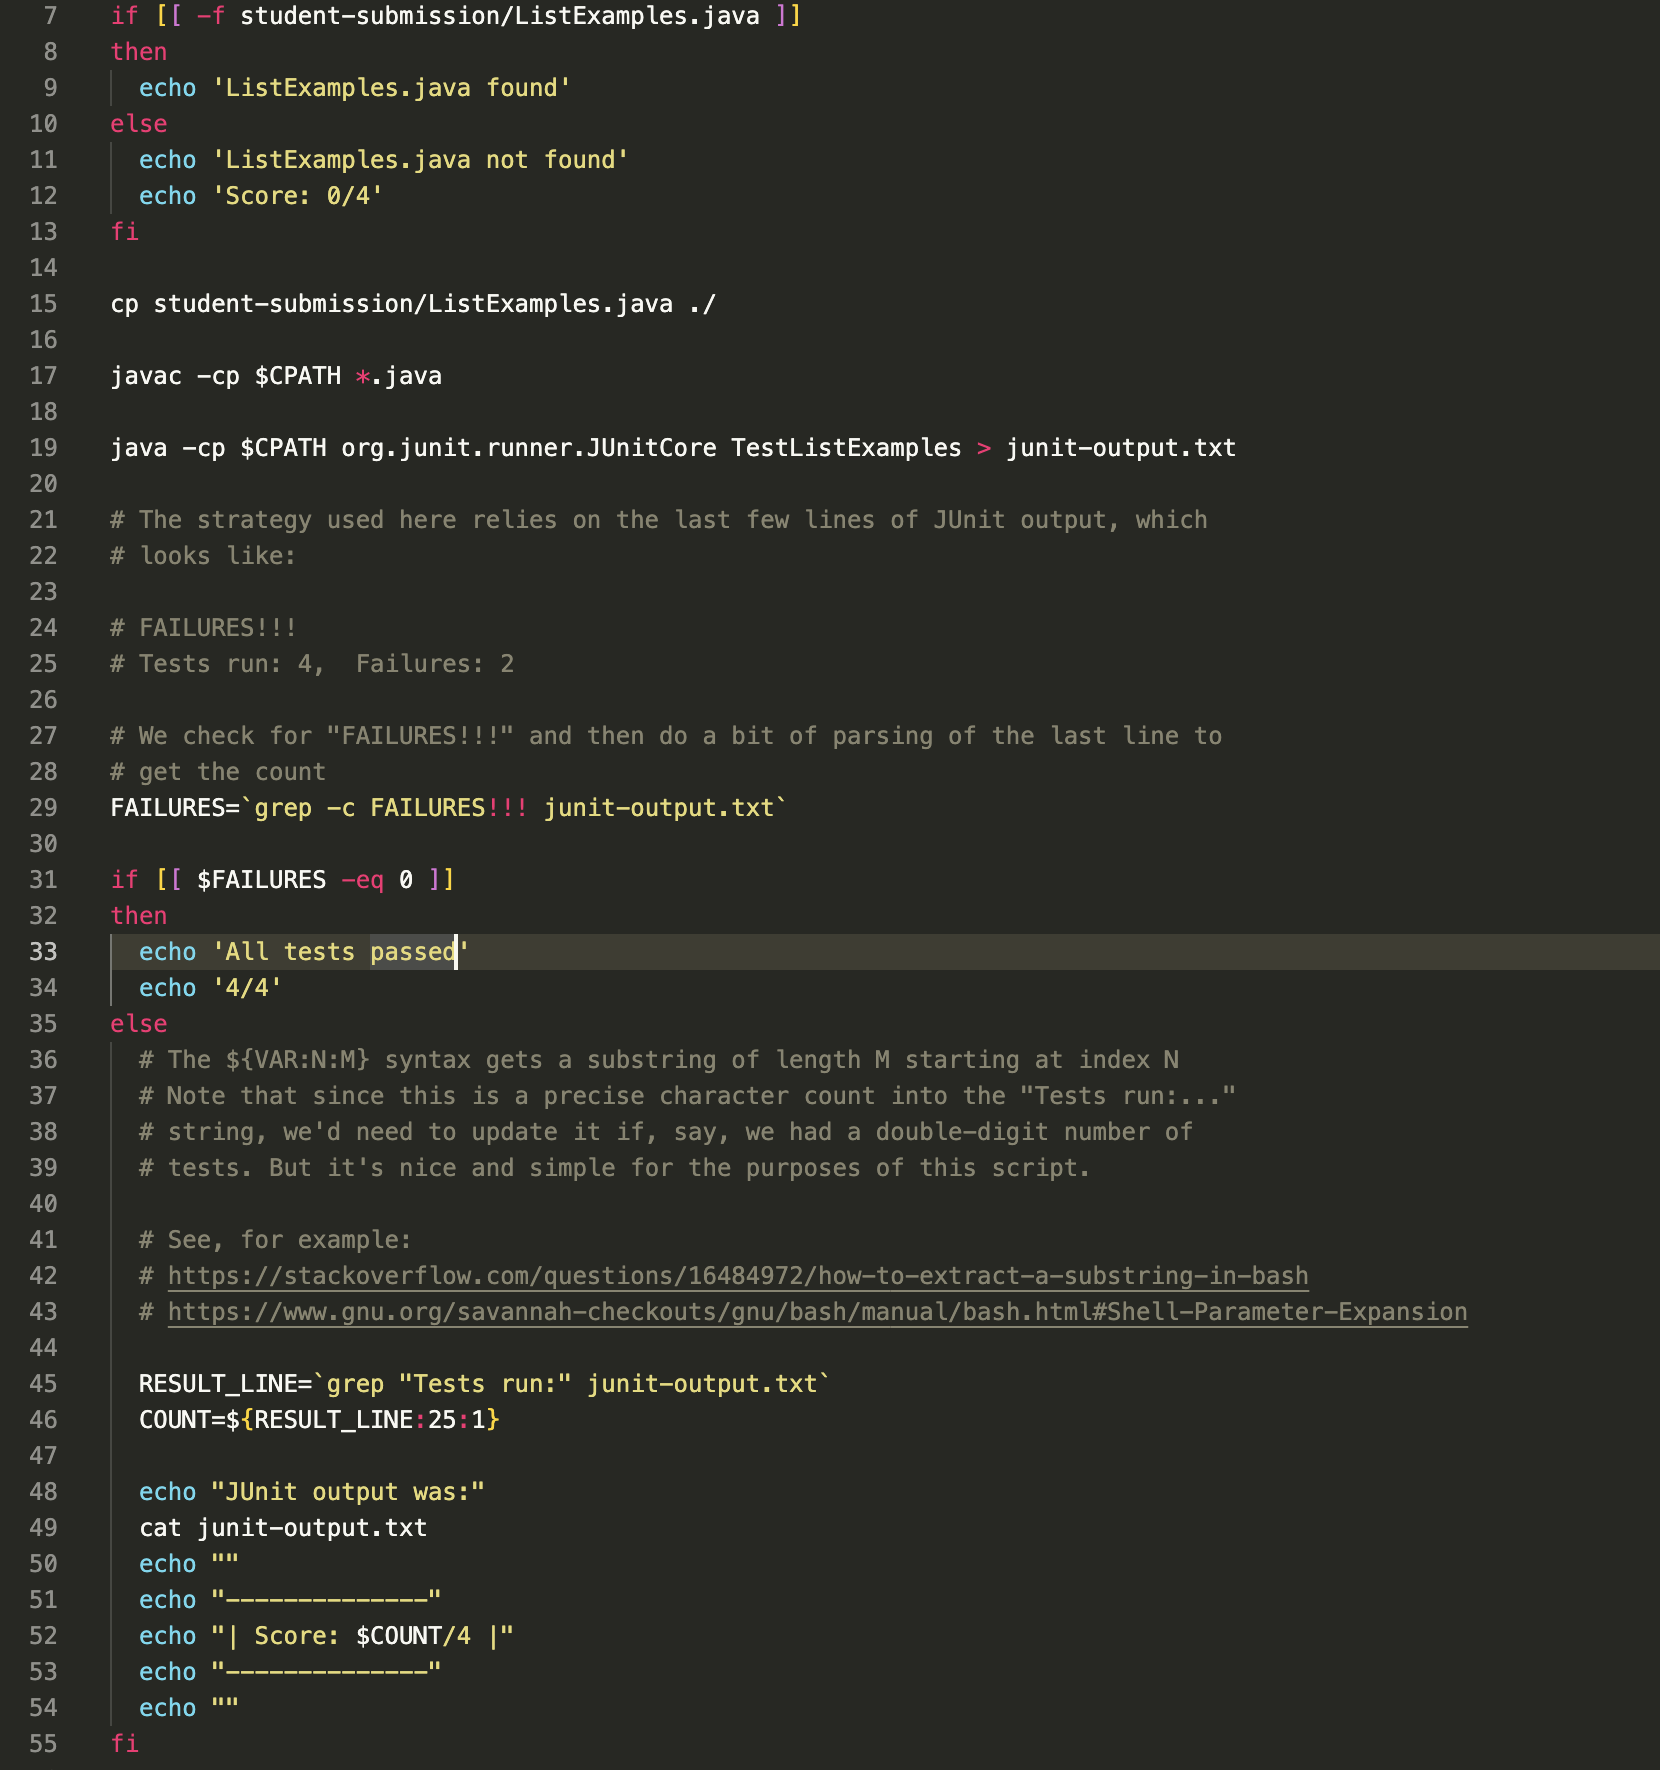 7 if [[ -f student-submission/ListExamples.java ]]
8 then
9 echo 'ListExamples.java found'
10 else
11 echo 'ListExamples.java not found'
12 echo 'Score: 0/4'
13 fi
14
15 cp student-submission/ListExamples.java ./
16
17 javac -cp $CPATH *.java
18
19 java -cp $CPATH org.junit.runner.JUnitCore TestListExamples > junit-output.txt
20
21 # The strategy used here relies on the last few lines of JUnit output, which
22 # looks like:
23
24 # FAILURES!!!
25 # Tests run: 4,  Failures: 2
26
27 # We check for "FAILURES!!!" and then do a bit of parsing of the last line to
28 # get the count
29 FAILURES=`grep -c FAILURES!!! junit-output.txt`
30
31 if [[ $FAILURES -eq 0 ]]
32 then
33 echo 'All tests passed'
34 echo '4/4'
35 else
36 # The ${VAR:N:M} syntax gets a substring of length M starting at index N
37 # Note that since this is a precise character count into the "Tests run:..."
38 # string, we'd need to update it if, say, we had a double-digit number of
39 # tests. But it's nice and simple for the purposes of this script.
40
41 # See, for example:
42 # https://stackoverflow.com/questions/16484972/how-to-extract-a-substring-in-bash
43 # https://www.gnu.org/savannah-checkouts/gnu/bash/manual/bash.html#Shell-Parameter-Expansion
44
45 RESULT_LINE=`grep "Tests run:" junit-output.txt`
46 COUNT=${RESULT_LINE:25:1}
47
48 echo "JUnit output was:"
49 cat junit-output.txt
50 echo ""
51 echo "--------------"
52 echo "| Score: $COUNT/4 |"
53 echo "--------------"
54 echo ""
55 fi